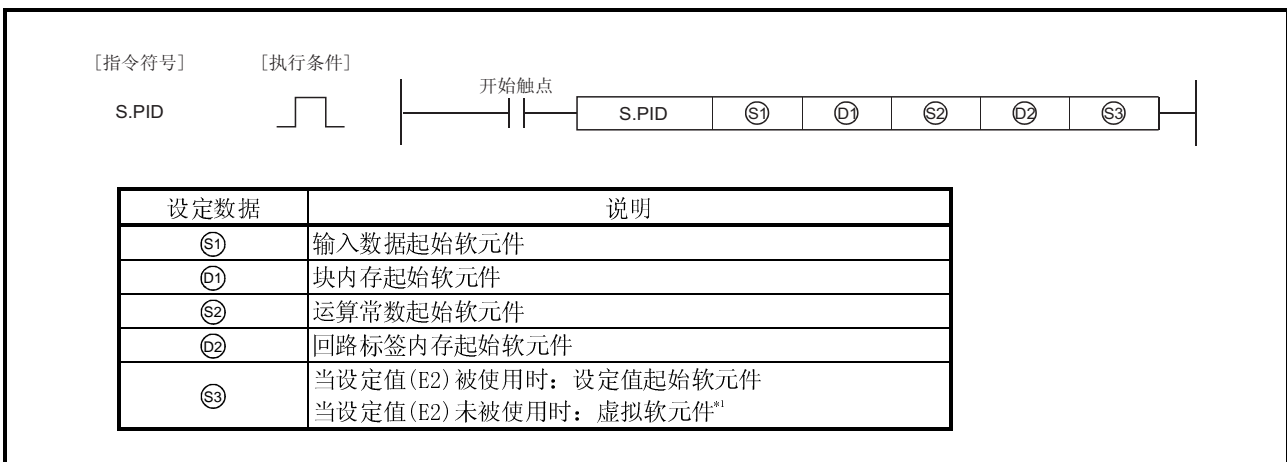 [指令符号] [执行条件]
开始触点
S.PID S.PID S1 D1 S2 D2 S3
设定数据 说明
S1 输入数据起始软元件
D1 块内存起始软元件
S2 运算常数起始软元件
D2 回路标签内存起始软元件
S3 当设定值(E2)被使用时：设定值起始软元件
当设定值(E2)未被使用时：虚拟软元件*1